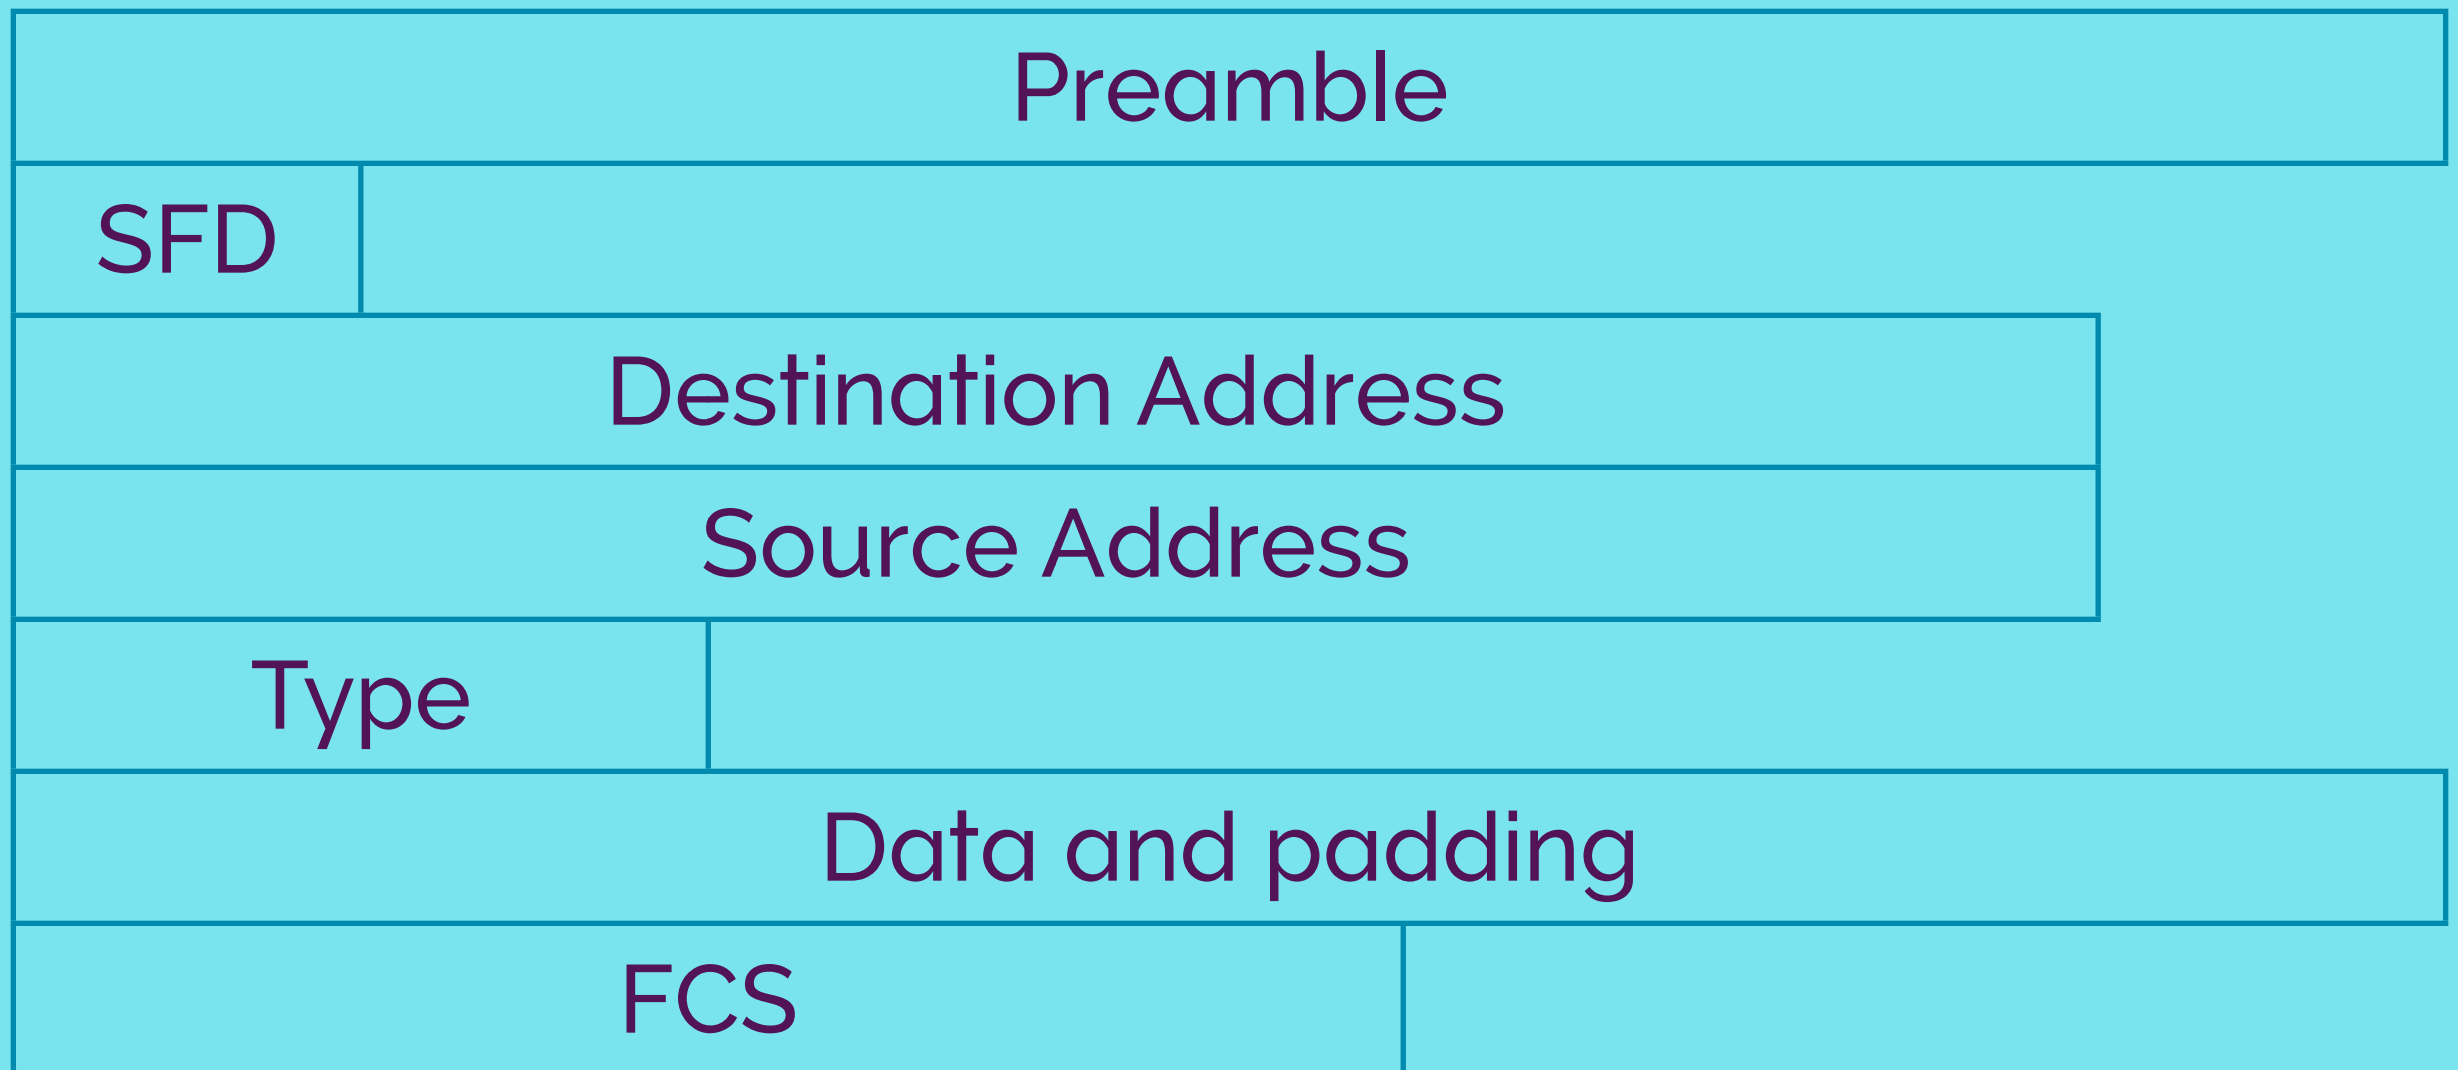 Preamble
SFD
Destination Address
Source Address
Type
Data and padding
FCS